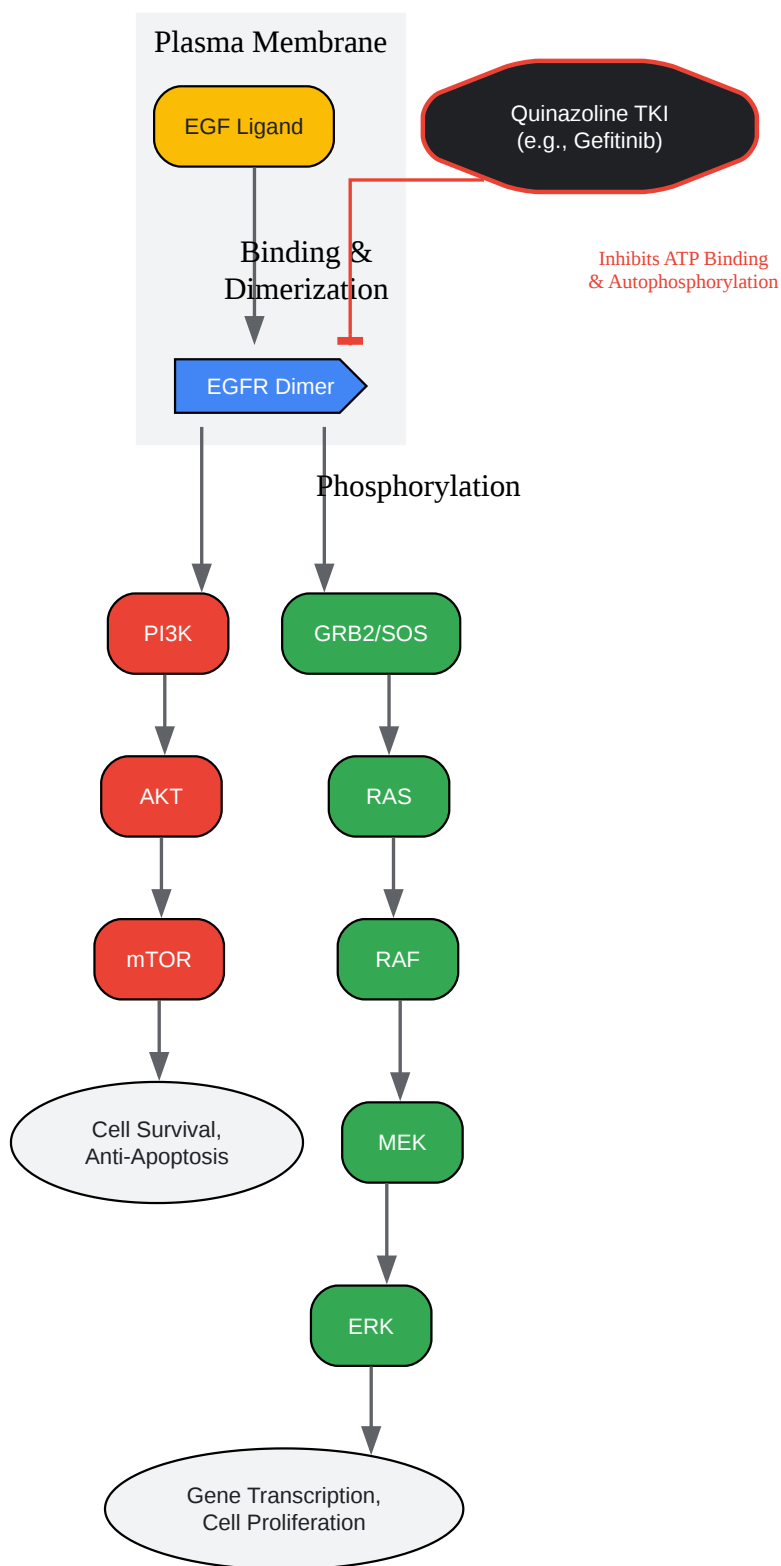 Plasma Membrane
EGF Ligand
Quinazoline TKI
(e.g., Gefitinib)
Binding &
Dimerization
Inhibits ATP Binding
& Autophosphorylation
EGFR Dimer
Phosphorylation
PI3K
GRB2/SOS
AKT
RAS
mTOR
RAF
Cell Survival,
Anti-Apoptosis
MEK
ERK
Gene Transcription,
Cell Proliferation